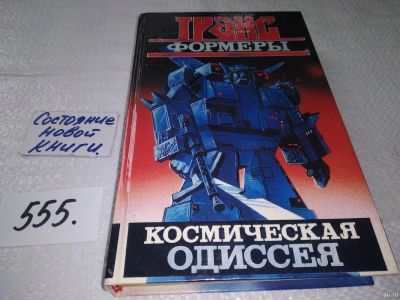 ТРАНС
ФОРМЕРЫ
Состояние
новой
книги.
555.
КОСМИЧЕСКАЯ
ОДИССЕЯ